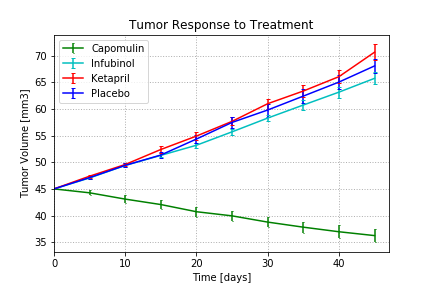 Tumor Response to Treatment
Capomulin
Infubinol
Ketapril
Placebo
Tumor Volume [mm3]
70
65
60
55
50
45
40
35
0
10
20
30
40
Time [days]